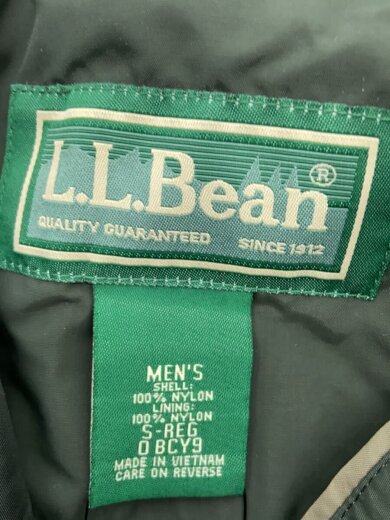 L.L.Bean®
QUALITY GUARANTEED SINCE 1912
MEN'S
SHELL:
100% NYLON
LINING:
100% NYLON
S-REG
0 BCY9
MADE IN VIETNAM
CARE ON REVERSE